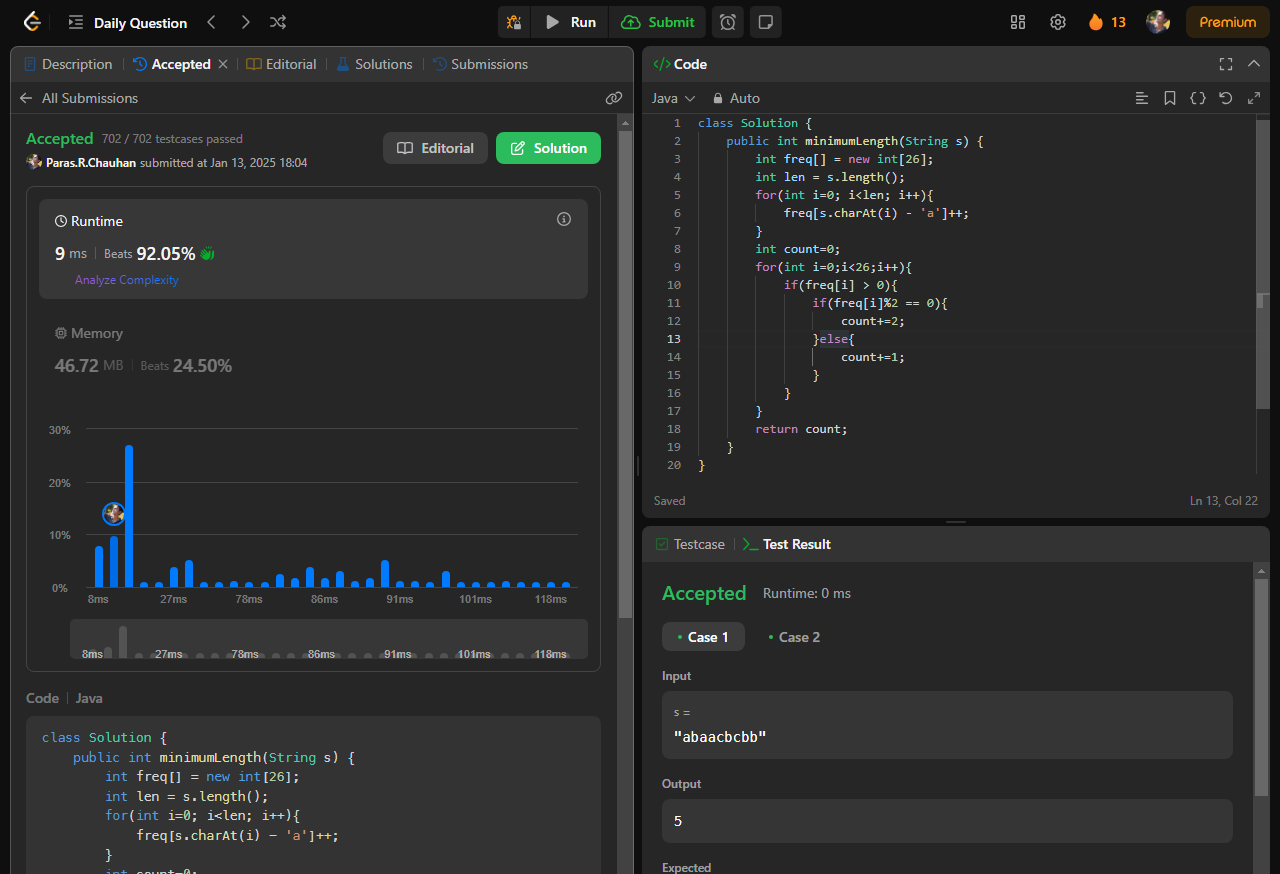 Daily Question
Run
Submit
13
Premium
Description
Accepted
Editorial
Solutions
Submissions
All Submissions
Accepted 702 / 702 testcases passed
Paras.R.Chauhan submitted at Jan 13, 2025 18:04
Editorial
Solution
Runtime
9 ms Beats 92.05%
Analyze Complexity
Memory
46.72 MB Beats 24.50%
30%
20%
10%
0%
8ms 27ms 78ms 86ms 91ms 101ms 118ms
8ms 27ms 78ms 86ms 91ms 101ms 118ms
Code Java
class Solution {
public int minimumLength(String s) {
int freq[] = new int[26];
int len = s.length();
for(int i=0; i<len; i++){
freq[s.charAt(i) - 'a']++;
}
int count=0;
</> Code
Java Auto
1 class Solution {
2 public int minimumLength(String s) {
3 int freq[] = new int[26];
4 int len = s.length();
5 for(int i=0; i<len; i++){
6 freq[s.charAt(i) - 'a']++;
7 }
8 int count=0;
9 for(int i=0;i<26;i++){
10 if(freq[i] > 0){
11 if(freq[i]%2 == 0){
12 count+=2;
13 }else{
14 count+=1;
15 }
16 }
17 }
18 return count;
19 }
20 }
Saved
Ln 13, Col 22
Testcase
Test Result
Accepted Runtime: 0 ms
Case 1
Case 2
Input
s =
"abaacbcbb"
Output
5
Expected